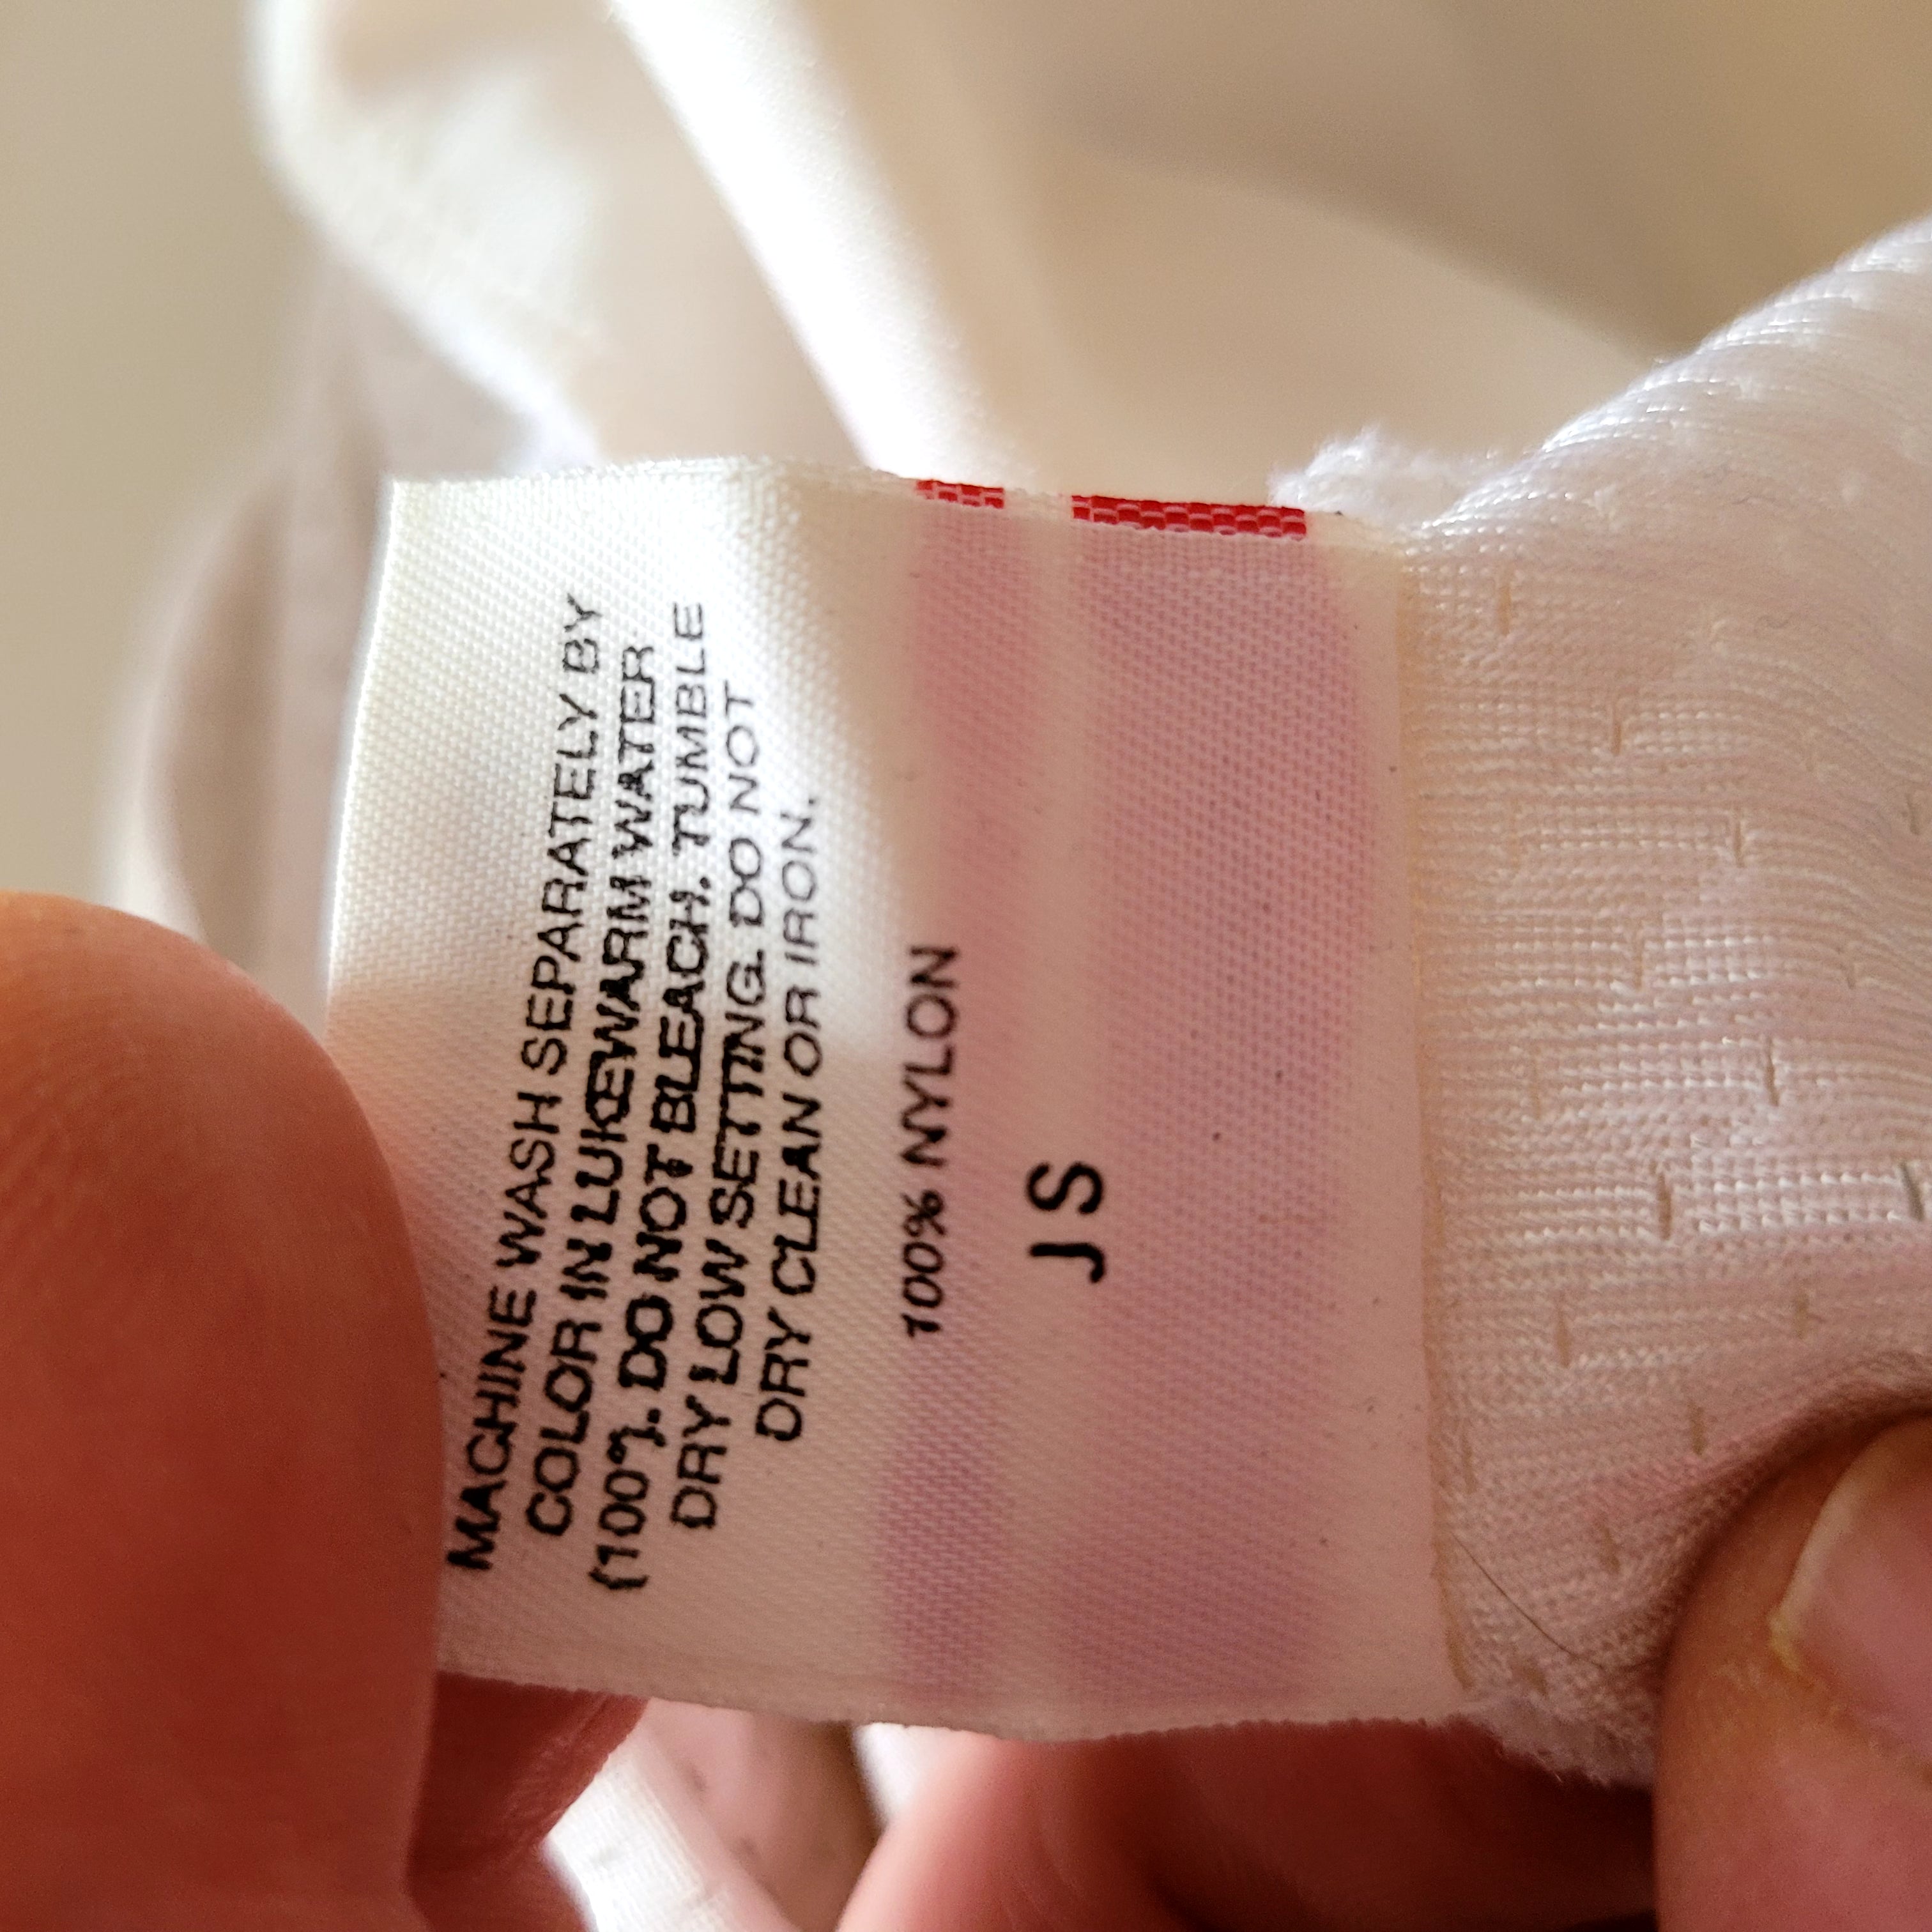 MACHINE WASH SEPARATELY BY
COLOR IN LUKEWARM WATER
(100°). DO NOT BLEACH. TUMBLE
DRY LOW SETTING. DO NOT
DRY CLEAN OR IRON.
100% NYLON
JS